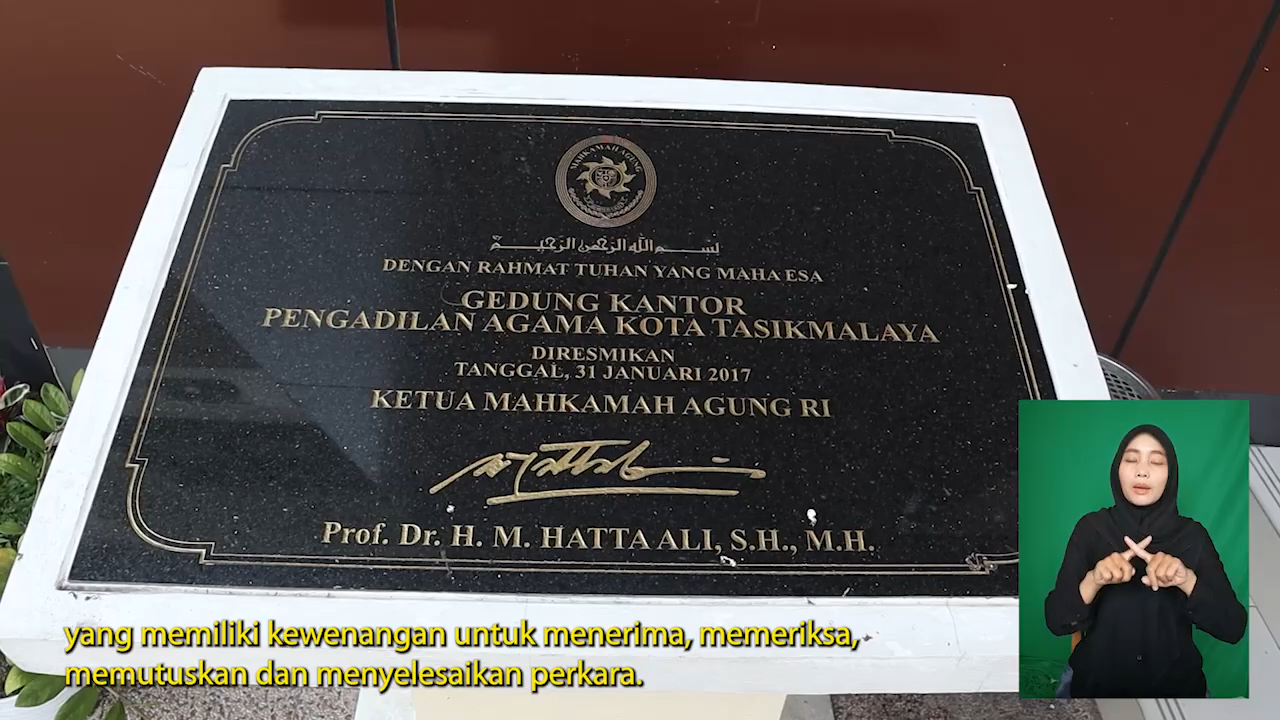 MAHKAMAH AGUNG
بسم الله الرحمن الرحيم
DENGAN RAHMAT TUHAN YANG MAHA ESA
GEDUNG KANTOR
PENGADILAN AGAMA KOTA TASIKMALAYA
DIRESMIKAN
TANGGAL, 31 JANUARI 2017
KETUA MAHKAMAH AGUNG RI
Prof. Dr. H. M. HATTA ALI, S.H., M.H.
yang memiliki kewenangan untuk menerima, memeriksa,
memutuskan dan menyelesaikan perkara.